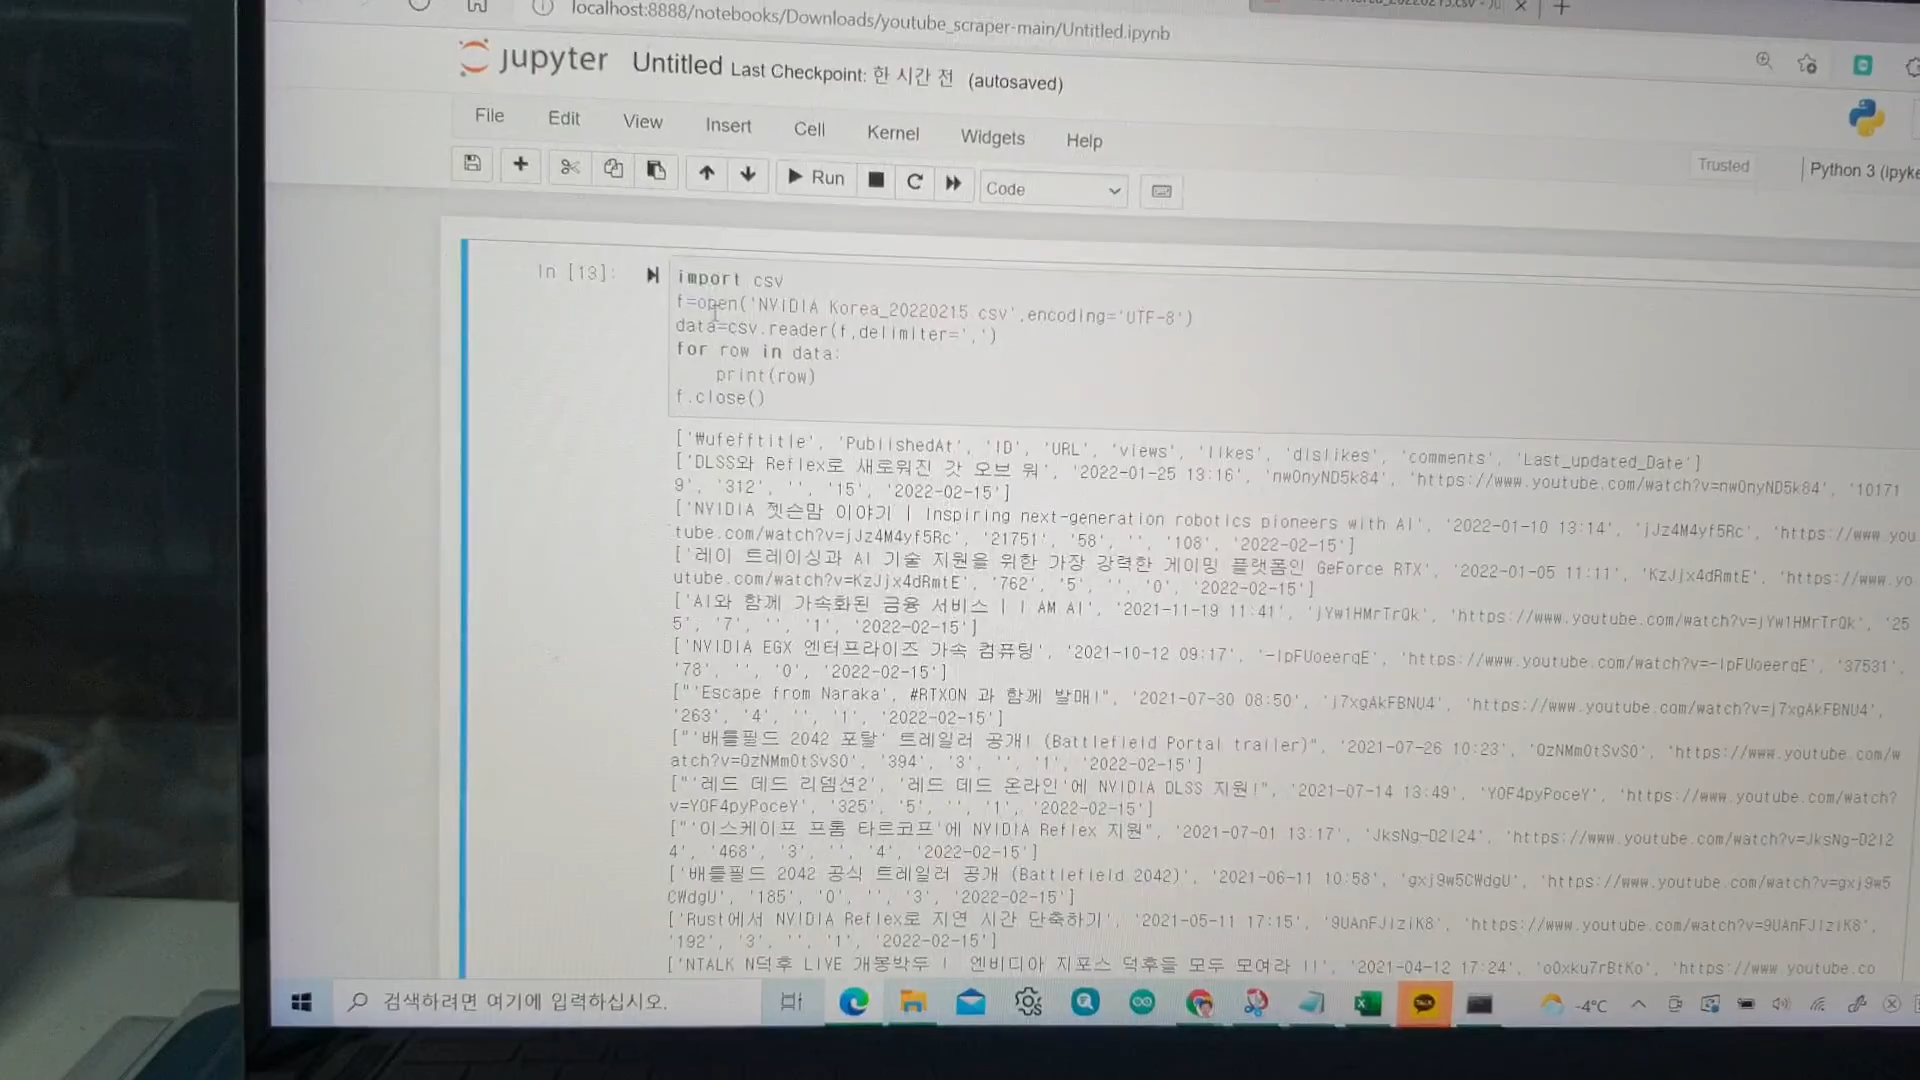 localhost:8888/notebooks/Downloads/youtube_scraper-main/Untitled.ipynb
jupyter Untitled Last Checkpoint: 한 시간 전 (autosaved)
File Edit View Insert Cell Kernel Widgets Help
Trusted Python 3 (ipyke
Run Code
In [13]:
import csv
f=open('NVIDIA Korea_20220215.csv',encoding='UTF-8')
data=csv.reader(f,delimiter=',')
for row in data:
print(row)
f.close()
['₩ufefftitle', 'PublishedAt', 'ID', 'URL', 'views', 'likes', 'dislikes', 'comments', 'Last_updated_Date']
['DLSS와 Reflex로 새로워진 갓 오브 워', '2022-01-25 13:16', 'nw0nyND5k84', 'https://www.youtube.com/watch?v=nw0nyND5k84', '10171
9', '312', '', '15', '2022-02-15']
['NVIDIA 젯슨맘 이야기 | Inspiring next-generation robotics pioneers with AI', '2022-01-10 13:14', 'jJz4M4yf5Rc', 'https://www.you
tube.com/watch?v=jJz4M4yf5Rc', '21751', '58', '', '108', '2022-02-15']
['레이 트레이싱과 AI 기술 지원을 위한 가장 강력한 게이밍 플랫폼인 GeForce RTX', '2022-01-05 11:11', 'KzJjx4dRmtE', 'https://www.yo
utube.com/watch?v=KzJjx4dRmtE', '762', '5', '', '0', '2022-02-15']
['AI와 함께 가속화된 금융 서비스 | I AM AI', '2021-11-19 11:41', 'jYw1HMrTrQk', 'https://www.youtube.com/watch?v=jYw1HMrTrQk', '25
5', '7', '', '1', '2022-02-15']
['NVIDIA EGX 엔터프라이즈 가속 컴퓨팅', '2021-10-12 09:17', '-IpFUoeerqE', 'https://www.youtube.com/watch?v=-IpFUoeerqE', '37531',
'78', '', '0', '2022-02-15']
["'Escape from Naraka', #RTXON 과 함께 발매!", '2021-07-30 08:50', 'j7xgAkFBNU4', 'https://www.youtube.com/watch?v=j7xgAkFBNU4',
'263', '4', '', '1', '2022-02-15']
["'배틀필드 2042 포탈' 트레일러 공개! (Battlefield Portal trailer)", '2021-07-26 10:23', 'QzNMm0tSvS0', 'https://www.youtube.com/w
atch?v=QzNMm0tSvS0', '394', '3', '', '1', '2022-02-15']
["'레드 데드 리뎀션2', '레드 데드 온라인'에 NVIDIA DLSS 지원!", '2021-07-14 13:49', 'Y0F4pyPoceY', 'https://www.youtube.com/watch?
v=Y0F4pyPoceY', '325', '5', '', '1', '2022-02-15']
["'이스케이프 프롬 타르코프'에 NVIDIA Reflex 지원", '2021-07-01 13:17', 'JksNg-D2I24', 'https://www.youtube.com/watch?v=JksNg-D2I2
4', '468', '3', '', '4', '2022-02-15']
['배틀필드 2042 공식 트레일러 공개 (Battlefield 2042)', '2021-06-11 10:58', 'gxj9w5CWdgU', 'https://www.youtube.com/watch?v=gxj9w5
CWdgU', '185', '0', '', '3', '2022-02-15']
['Rust에서 NVIDIA Reflex로 지연 시간 단축하기', '2021-05-11 17:15', '9UAnFJIziK8', 'https://www.youtube.com/watch?v=9UAnFJIziK8',
'192', '3', '', '1', '2022-02-15']
['NTALK N덕후 LIVE 개봉박두 | 엔비디아 지포스 덕후들 모두 모여라 !!', '2021-04-12 17:24', 'o0xku7rBtKo', 'https://www.youtube.co
검색하려면 여기에 입력하십시오.
-4°C